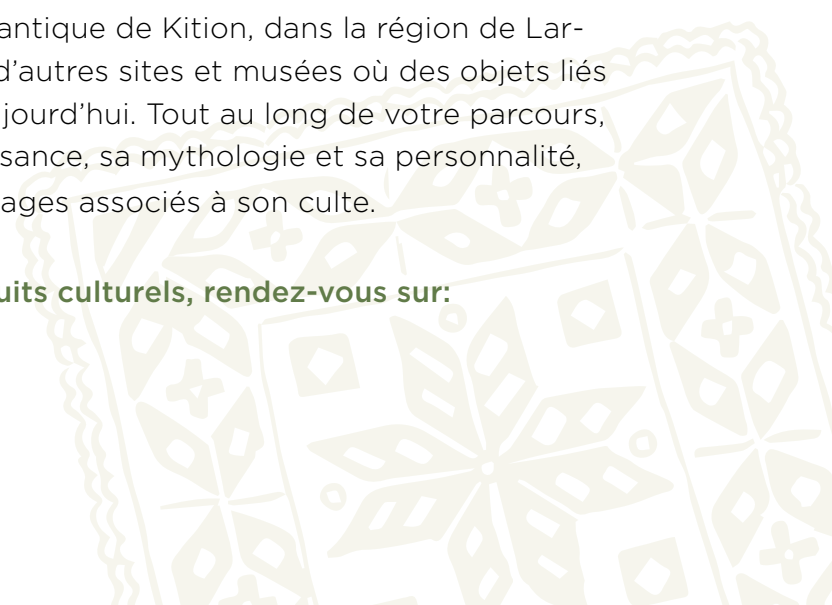 antique de Kition, dans la région de Lar-
d’autres sites et musées où des objets liés
jourd’hui. Tout au long de votre parcours,
sance, sa mythologie et sa personnalité,
ages associés à son culte.
uits culturels, rendez-vous sur: